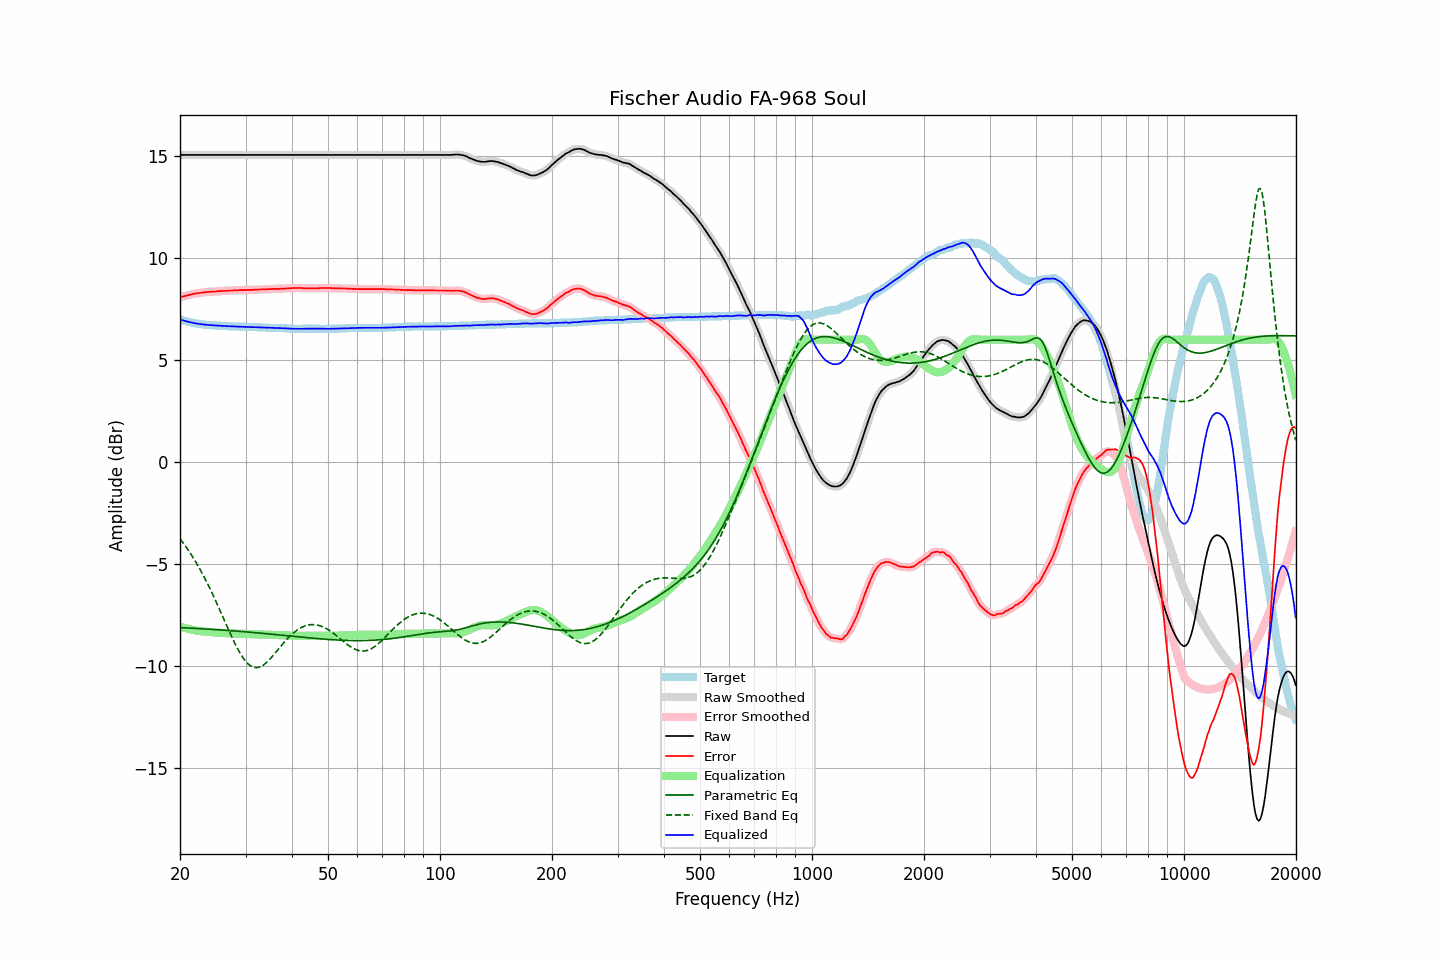 Fischer Audio FA-968 Soul
15
10
5
0
−5
−10
−15
Amplitude (dBr)
Target
Raw Smoothed
Error Smoothed
Raw
Error
Equalization
Parametric Eq
Fixed Band Eq
Equalized
20 50 100 200 500 1000 2000 5000 10000 20000
Frequency (Hz)